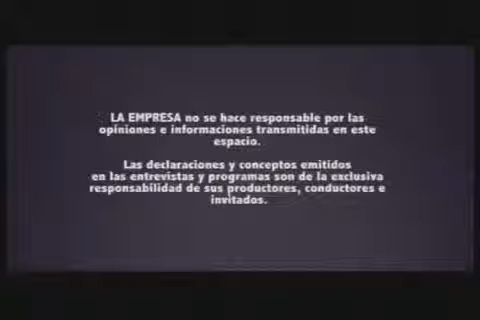 LA EMPRESA no se hace responsable por las
opiniones e informaciones transmitidas en este
espacio.
Las declaraciones y conceptos emitidos
en las entrevistas y programas son de la exclusiva
responsabilidad de sus productores, conductores e
invitados.